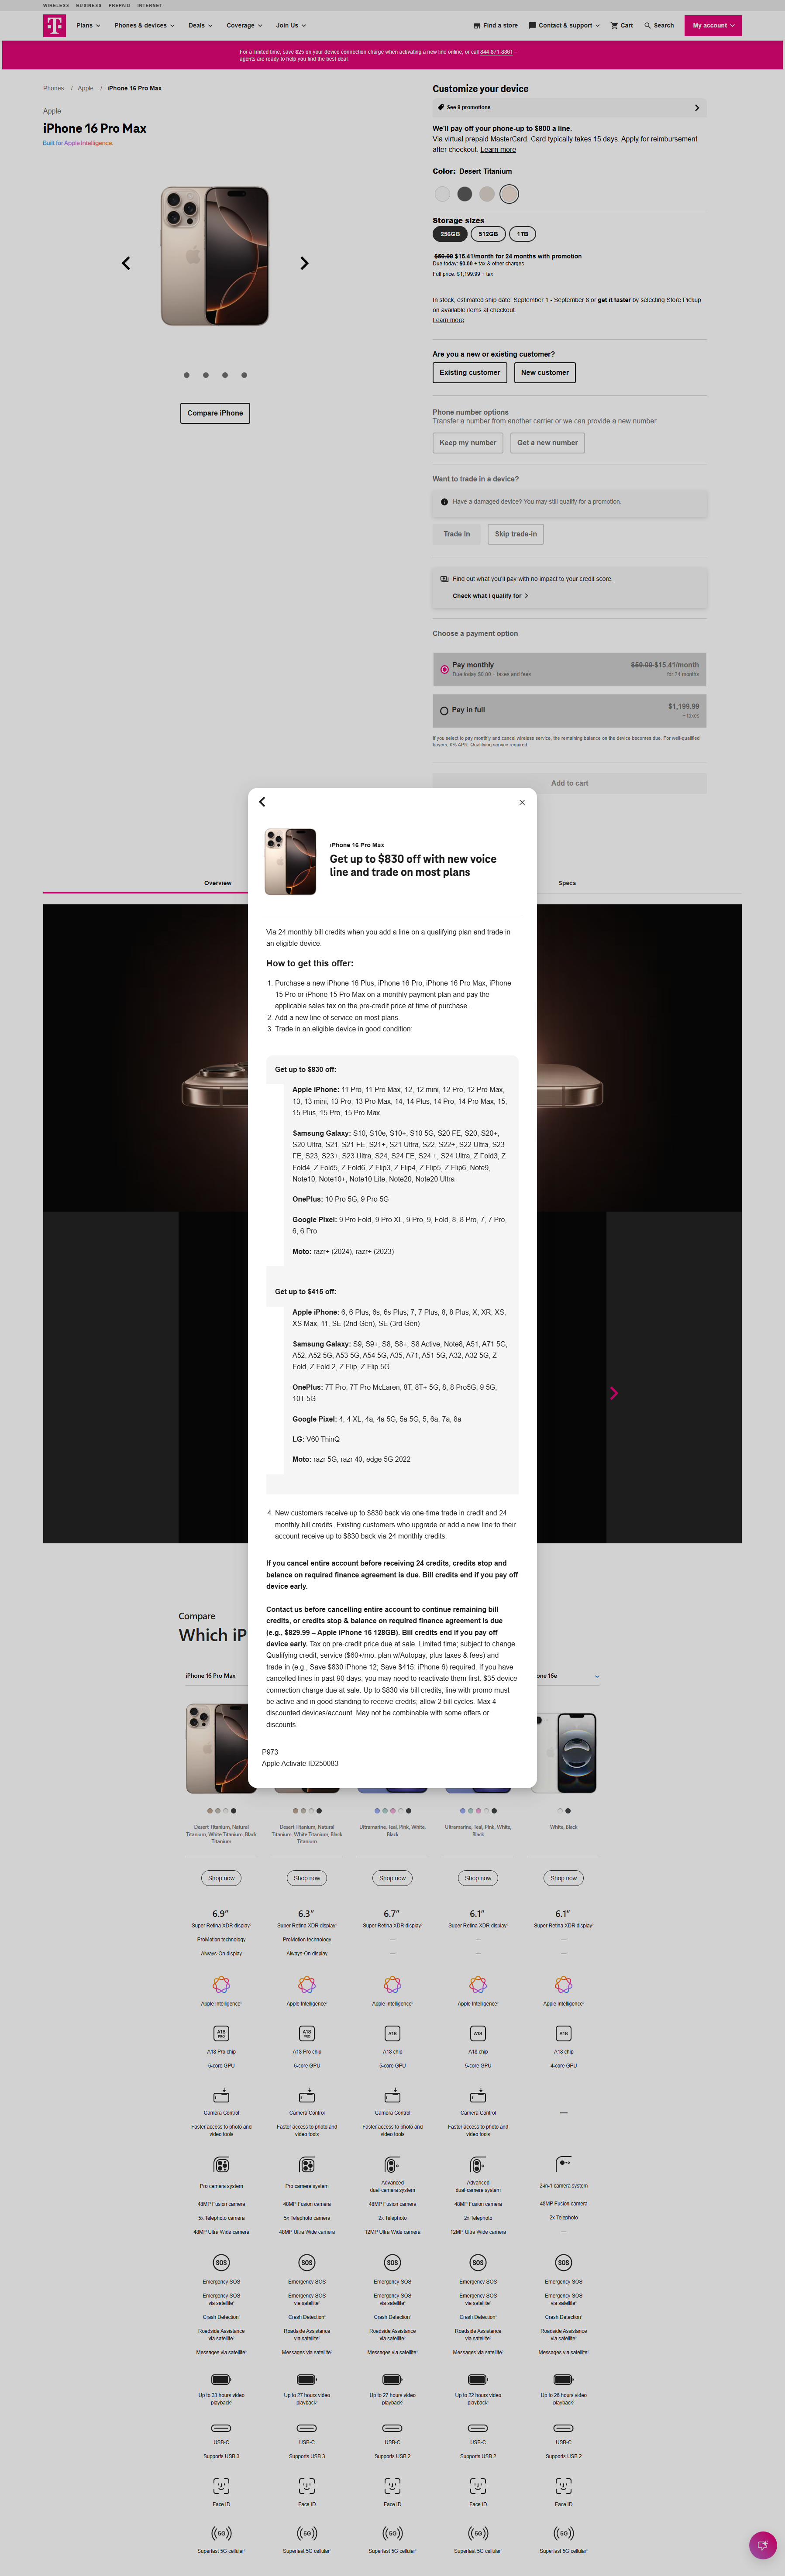 WIRELESS BUSINESS PREPAID INTERNET
Plans Phones & devices Deals Coverage Join Us Find a store Contact & support Cart Search My account
For a limited time, save $25 on your device connection charge when activating a new line online, or call 844-871-8361 –
agents are ready to help you find the best deal.
Phones / Apple / iPhone 16 Pro Max
Apple
iPhone 16 Pro Max
Built for Apple Intelligence.
Compare iPhone
Customize your device
See 9 promotions
We'll pay off your phone-up to $800 a line.
Via virtual prepaid MasterCard. Card typically takes 15 days. Apply for reimbursement
after checkout. Learn more
Color: Desert Titanium
Storage sizes
256GB 512GB 1TB
$50.00 $15.41/month for 24 months with promotion
Due today: $0.00 + tax & other charges
Full price: $1,199.99 + tax
In stock, estimated ship date: September 1 - September 8 or get it faster by selecting Store Pickup
on available items at checkout.
Learn more
Are you a new or existing customer?
Existing customer New customer
Phone number options
Transfer a number from another carrier or we can provide a new number
Keep my number Get a new number
Want to trade in a device?
Have a damaged device? You may still qualify for a promotion.
Trade in Skip trade-in
Find out what you'll pay with no impact to your credit score.
Check what I qualify for
Choose a payment option
Pay monthly $50.00 $15.41/month
Due today $0.00 + taxes and fees for 24 months
Pay in full $1,199.99
+ taxes
If you select to pay monthly and cancel wireless service, the remaining balance on the device becomes due. For well-qualified
buyers. 0% APR. Qualifying service required.
Add to cart
Overview Specs
iPhone 16 Pro Max
Get up to $830 off with new voice
line and trade on most plans
Via 24 monthly bill credits when you add a line on a qualifying plan and trade in
an eligible device.
How to get this offer:
1. Purchase a new iPhone 16 Plus, iPhone 16 Pro, iPhone 16 Pro Max, iPhone
15 Pro or iPhone 15 Pro Max on a monthly payment plan and pay the
applicable sales tax on the pre-credit price at time of purchase.
2. Add a new line of service on most plans.
3. Trade in an eligible device in good condition:
Get up to $830 off:
Apple iPhone: 11 Pro, 11 Pro Max, 12, 12 mini, 12 Pro, 12 Pro Max,
13, 13 mini, 13 Pro, 13 Pro Max, 14, 14 Plus, 14 Pro, 14 Pro Max, 15,
15 Plus, 15 Pro, 15 Pro Max
Samsung Galaxy: S10, S10e, S10+, S10 5G, S20 FE, S20, S20+,
S20 Ultra, S21, S21 FE, S21+, S21 Ultra, S22, S22+, S22 Ultra, S23
FE, S23, S23+, S23 Ultra, S24, S24 FE, S24 +, S24 Ultra, Z Fold3, Z
Fold4, Z Fold5, Z Fold6, Z Flip3, Z Flip4, Z Flip5, Z Flip6, Note9,
Note10, Note10+, Note10 Lite, Note20, Note20 Ultra
OnePlus: 10 Pro 5G, 9 Pro 5G
Google Pixel: 9 Pro Fold, 9 Pro XL, 9 Pro, 9, Fold, 8, 8 Pro, 7, 7 Pro,
6, 6 Pro
Moto: razr+ (2024), razr+ (2023)
Get up to $415 off:
Apple iPhone: 6, 6 Plus, 6s, 6s Plus, 7, 7 Plus, 8, 8 Plus, X, XR, XS,
XS Max, 11, SE (2nd Gen), SE (3rd Gen)
Samsung Galaxy: S9, S9+, S8, S8+, S8 Active, Note8, A51, A71 5G,
A52, A52 5G, A53 5G, A54 5G, A35, A71, A51 5G, A32, A32 5G, Z
Fold, Z Fold 2, Z Flip, Z Flip 5G
OnePlus: 7T Pro, 7T Pro McLaren, 8T, 8T+ 5G, 8, 8 Pro5G, 9 5G,
10T 5G
Google Pixel: 4, 4 XL, 4a, 4a 5G, 5a 5G, 5, 6a, 7a, 8a
LG: V60 ThinQ
Moto: razr 5G, razr 40, edge 5G 2022
4. New customers receive up to $830 back via one-time trade in credit and 24
monthly bill credits. Existing customers who upgrade or add a new line to their
account receive up to $830 back via 24 monthly credits.
If you cancel entire account before receiving 24 credits, credits stop and
balance on required finance agreement is due. Bill credits end if you pay off
device early.
Contact us before cancelling entire account to continue remaining bill
credits, or credits stop & balance on required finance agreement is due
(e.g., $829.99 – Apple iPhone 16 128GB). Bill credits end if you pay off
device early. Tax on pre-credit price due at sale. Limited time; subject to change.
Qualifying credit, service ($60+/mo. plan w/Autopay, plus taxes & fees) and
trade-in (e.g., Save $830 iPhone 12; Save $415: iPhone 6) required. If you have
cancelled lines in past 90 days, you may need to reactivate them first. $35 device
connection charge due at sale. Up to $830 via bill credits; line with promo must
be active and in good standing to receive credits; allow 2 bill cycles. Max 4
discounted devices/account. May not be combinable with some offers or
discounts.
P973
Apple Activate ID250083
Compare
Which iP
iPhone 16 Pro Max one 16e
Desert Titanium, Natural Desert Titanium, Natural Ultramarine, Teal, Pink, White, Ultramarine, Teal, Pink, White, White, Black
Titanium, White Titanium, Black Titanium, White Titanium, Black Black Black
Titanium Titanium
Shop now Shop now Shop now Shop now Shop now
6.9″ 6.3″ 6.7″ 6.1″ 6.1″
Super Retina XDR display Super Retina XDR display Super Retina XDR display Super Retina XDR display Super Retina XDR display
ProMotion technology ProMotion technology — — —
Always-On display Always-On display — — —
Apple Intelligence Apple Intelligence Apple Intelligence Apple Intelligence Apple Intelligence
A18 PRO A18 PRO A18 A18 A18
A18 Pro chip A18 Pro chip A18 chip A18 chip A18 chip
6-core GPU 6-core GPU 5-core GPU 5-core GPU 4-core GPU
Camera Control Camera Control Camera Control Camera Control —
Faster access to photo and Faster access to photo and Faster access to photo and Faster access to photo and
video tools video tools video tools video tools
Pro camera system Pro camera system Advanced Advanced 2-in-1 camera system
dual-camera system dual-camera system
48MP Fusion camera 48MP Fusion camera 48MP Fusion camera 48MP Fusion camera 48MP Fusion camera
5x Telephoto camera 5x Telephoto camera 2x Telephoto 2x Telephoto 2x Telephoto
48MP Ultra Wide camera 48MP Ultra Wide camera 12MP Ultra Wide camera 12MP Ultra Wide camera —
SOS SOS SOS SOS SOS
Emergency SOS Emergency SOS Emergency SOS Emergency SOS Emergency SOS
Emergency SOS Emergency SOS Emergency SOS Emergency SOS Emergency SOS
via satellite via satellite via satellite via satellite via satellite
Crash Detection Crash Detection Crash Detection Crash Detection Crash Detection
Roadside Assistance Roadside Assistance Roadside Assistance Roadside Assistance Roadside Assistance
via satellite via satellite via satellite via satellite via satellite
Messages via satellite Messages via satellite Messages via satellite Messages via satellite Messages via satellite
Up to 33 hours video Up to 27 hours video Up to 27 hours video Up to 22 hours video Up to 26 hours video
playback playback playback playback playback
USB-C USB-C USB-C USB-C USB-C
Supports USB 3 Supports USB 3 Supports USB 2 Supports USB 2 Supports USB 2
Face ID Face ID Face ID Face ID Face ID
5G 5G 5G 5G 5G
Superfast 5G cellular Superfast 5G cellular Superfast 5G cellular Superfast 5G cellular Superfast 5G cellular